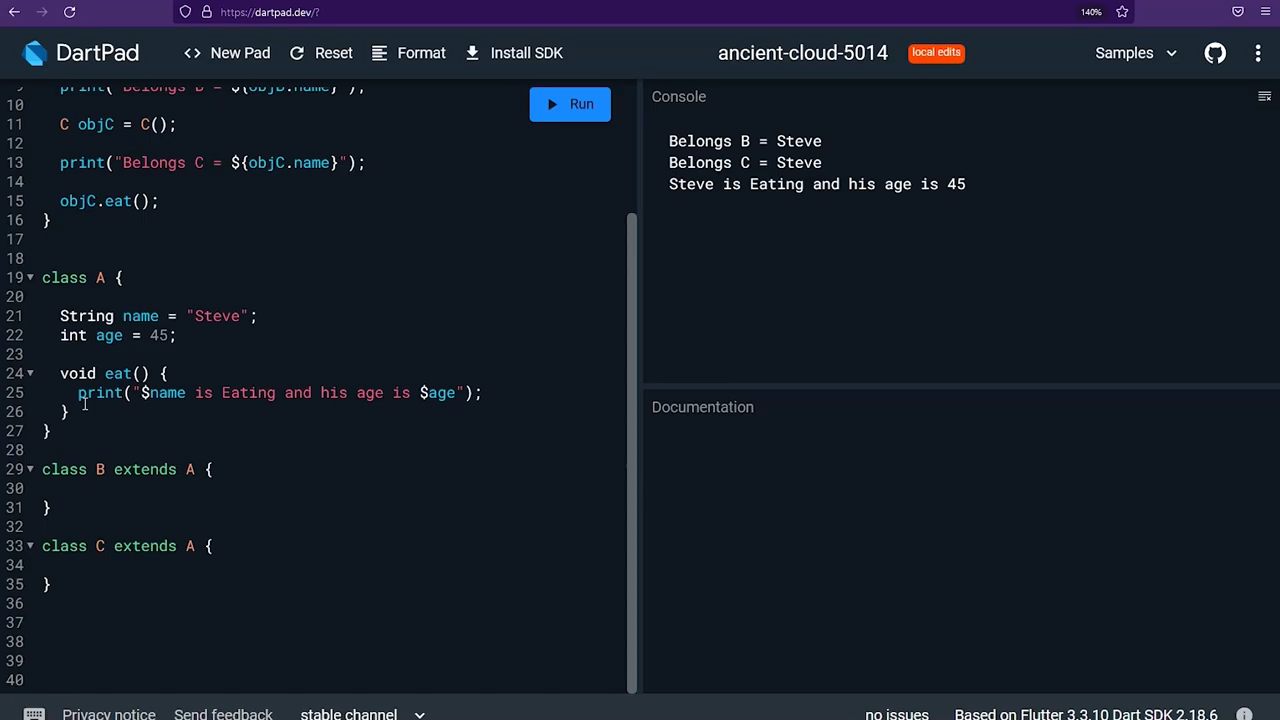 https://dartpad.dev/?
140%
DartPad
New Pad
Reset
Format
Install SDK
ancient-cloud-5014
local edits
Samples
9 print("Belongs B = ${objB.name}");
10
11 C objC = C();
12
13 print("Belongs C = ${objC.name}");
14
15 objC.eat();
16 }
17
18
19 class A {
20
21 String name = "Steve";
22 int age = 45;
23
24 void eat() {
25 print("$name is Eating and his age is $age");
26 }
27 }
28
29 class B extends A {
30
31 }
32
33 class C extends A {
34
35 }
36
37
38
39
40
Run
Console
Belongs B = Steve
Belongs C = Steve
Steve is Eating and his age is 45
Documentation
Privacy notice
Send feedback
stable channel
no issues
Based on Flutter 3.3.10 Dart SDK 2.18.6